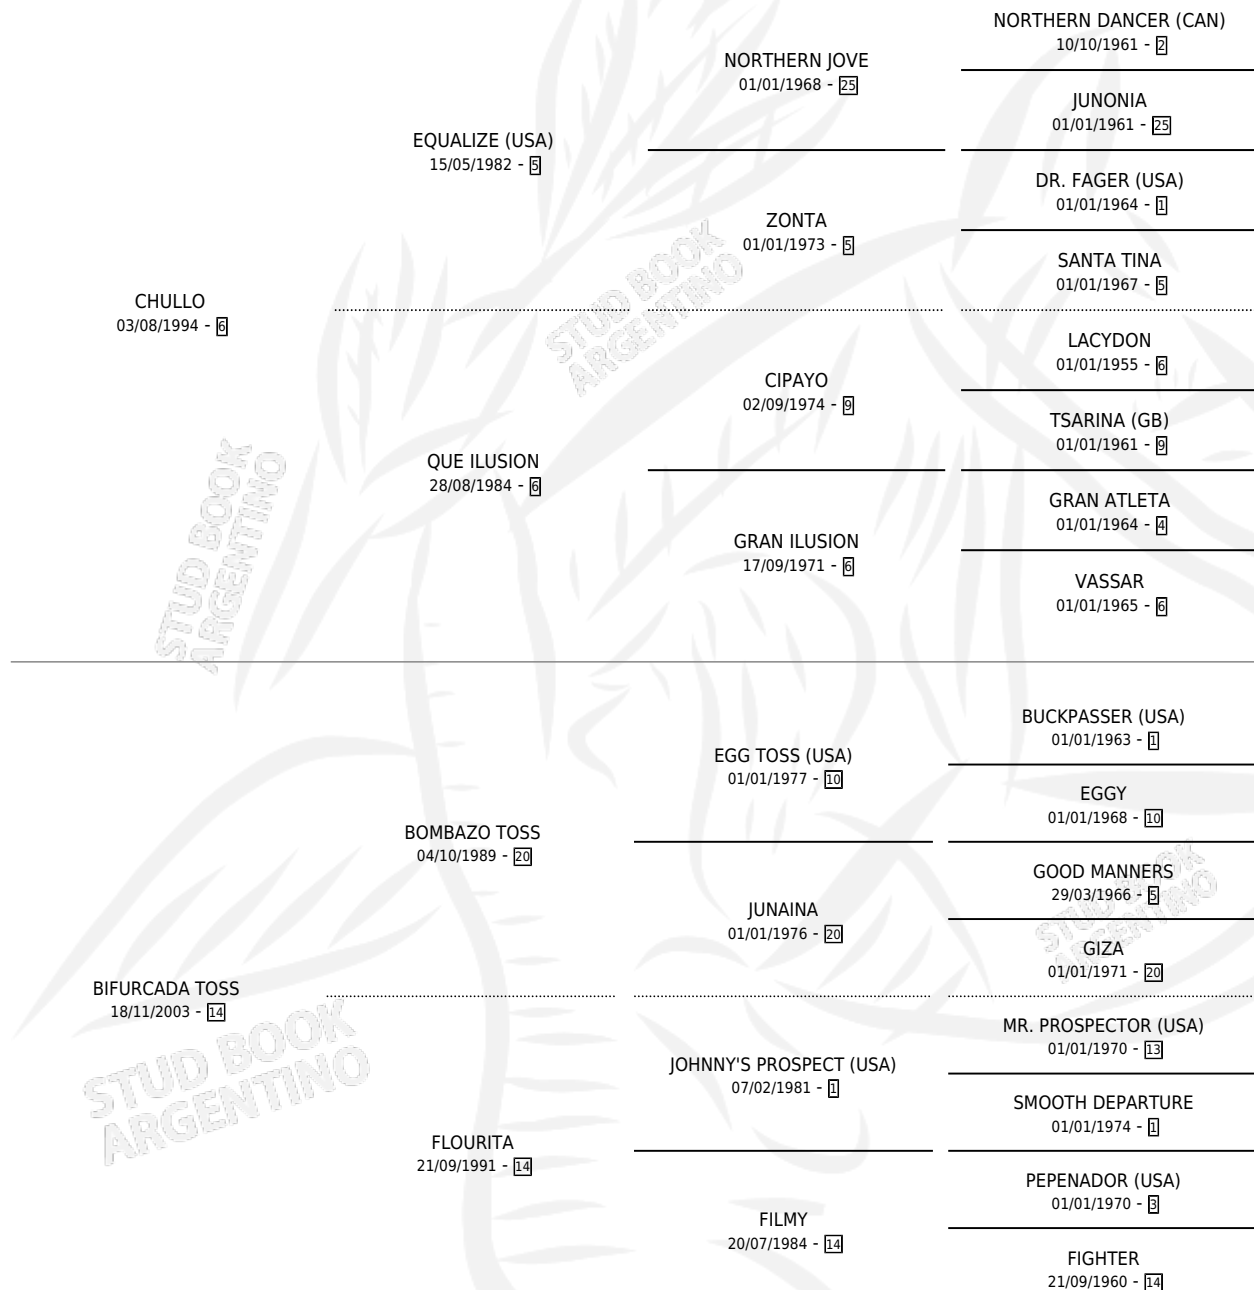 NORTHERN DANCER (CAN)
10/10/1961 - 2
NORTHERN JOVE
01/01/1968 - 25
JUNONIA
01/01/1961 - 25
EQUALIZE (USA)
15/05/1982 - 5
DR. FAGER (USA)
01/01/1964 - 1
ZONTA
01/01/1973 - 5
SANTA TINA
01/01/1967 - 5
CHULLO
03/08/1994 - 6
LACYDON
01/01/1955 - 6
CIPAYO
02/09/1974 - 9
TSARINA (GB)
01/01/1961 - 9
QUE ILUSION
28/08/1984 - 6
GRAN ATLETA
01/01/1964 - 4
GRAN ILUSION
17/09/1971 - 6
VASSAR
01/01/1965 - 6
BUCKPASSER (USA)
01/01/1963 - 1
EGG TOSS (USA)
01/01/1977 - 10
EGGY
01/01/1968 - 10
BOMBAZO TOSS
04/10/1989 - 20
GOOD MANNERS
29/03/1966 - 5
JUNAINA
01/01/1976 - 20
GIZA
01/01/1971 - 20
BIFURCADA TOSS
18/11/2003 - 14
MR. PROSPECTOR (USA)
01/01/1970 - 13
JOHNNY'S PROSPECT (USA)
07/02/1981 - 1
SMOOTH DEPARTURE
01/01/1974 - 1
FLOURITA
21/09/1991 - 14
PEPENADOR (USA)
01/01/1970 - 3
FILMY
20/07/1984 - 14
FIGHTER
21/09/1960 - 14
STUD BOOK
ARGENTINO
STUD BOOK
ARGENTINO
STUD BOOK
ARGENTINO
STUD BOOK
ARGENTINO